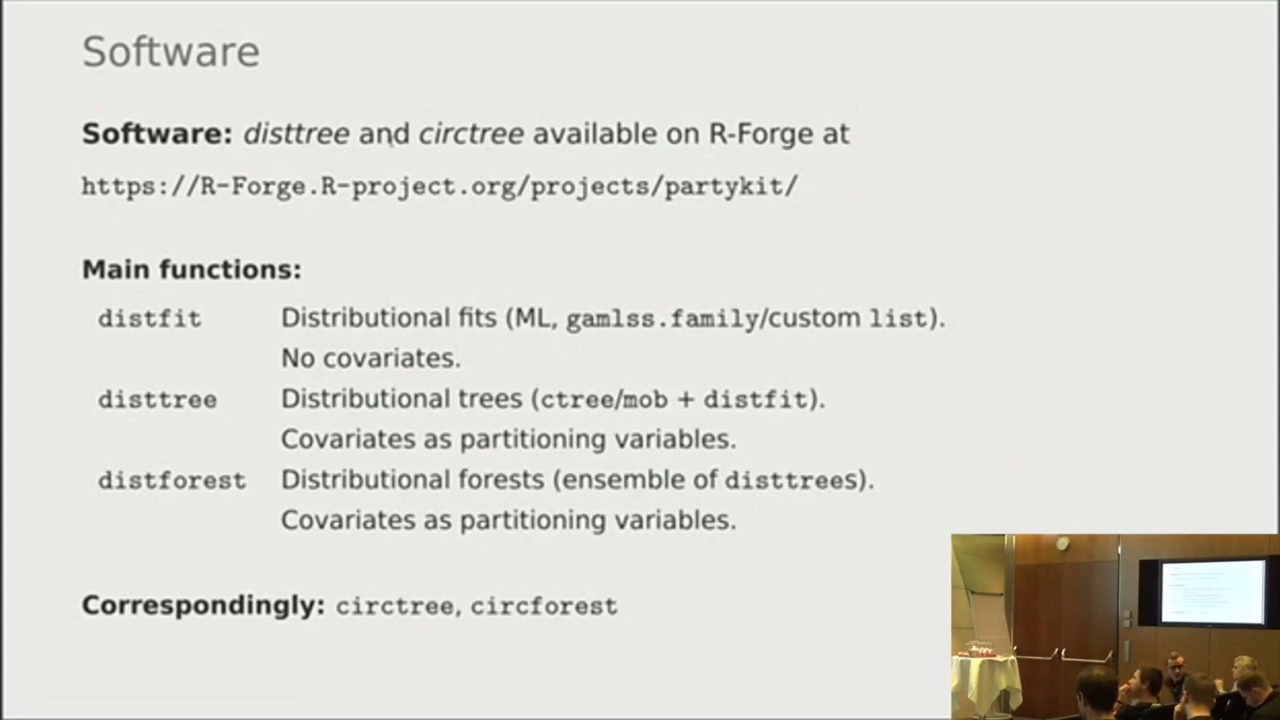 Software
Software: disttree and circtree available on R-Forge at
https://R-Forge.R-project.org/projects/partykit/
Main functions:
distfit Distributional fits (ML, gamlss.family/custom list).
No covariates.
disttree Distributional trees (ctree/mob + distfit).
Covariates as partitioning variables.
distforest Distributional forests (ensemble of disttrees).
Covariates as partitioning variables.
Correspondingly: circtree, circforest